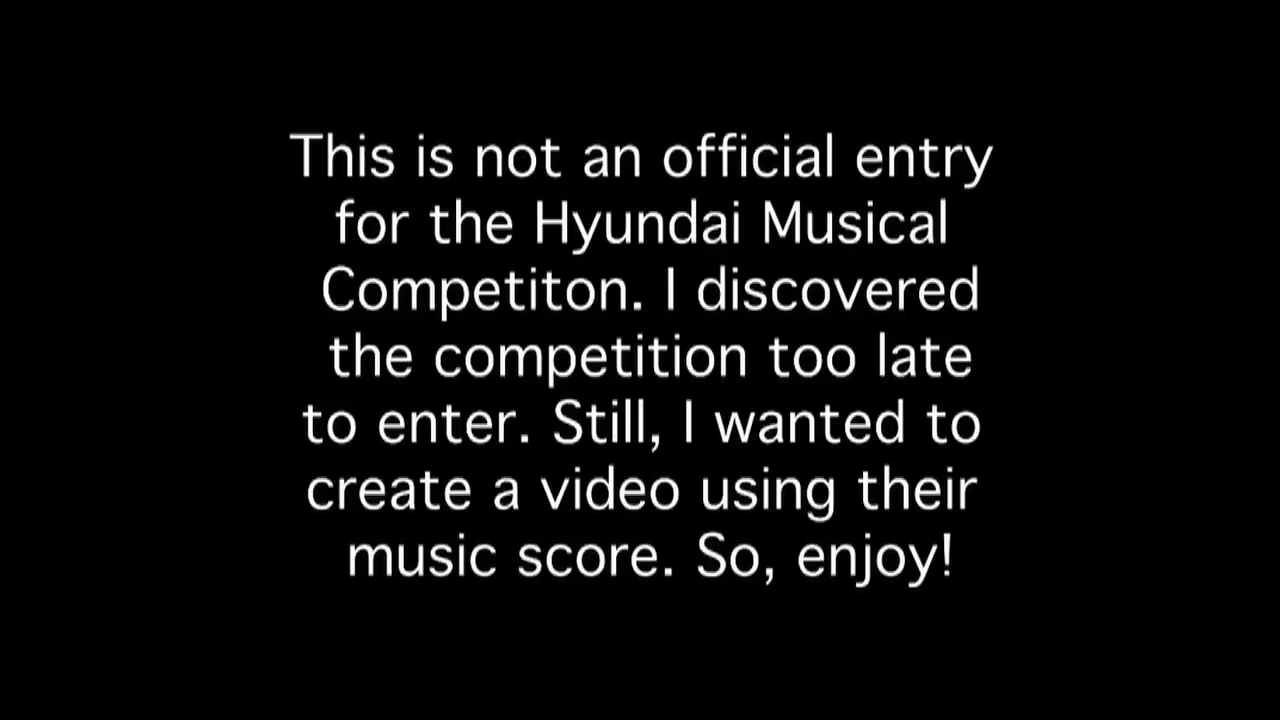 This is not an official entry
for the Hyundai Musical
Competiton. I discovered
the competition too late
to enter. Still, I wanted to
create a video using their
music score. So, enjoy!